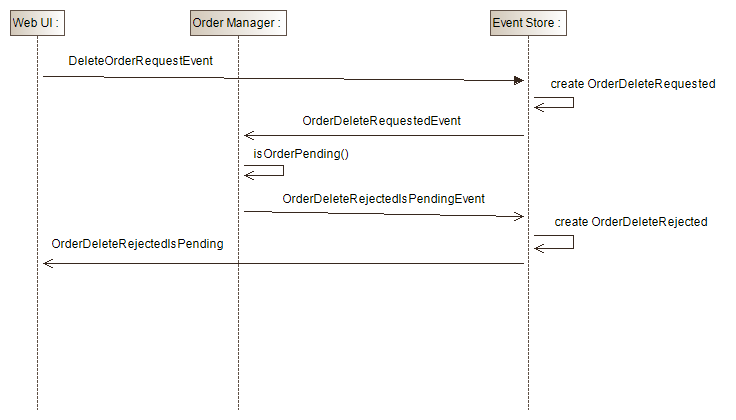 Web UI :
Order Manager :
Event Store :
DeleteOrderRequestEvent
create OrderDeleteRequested
OrderDeleteRequestedEvent
isOrderPending()
OrderDeleteRejectedIsPendingEvent
create OrderDeleteRejected
OrderDeleteRejectedIsPending